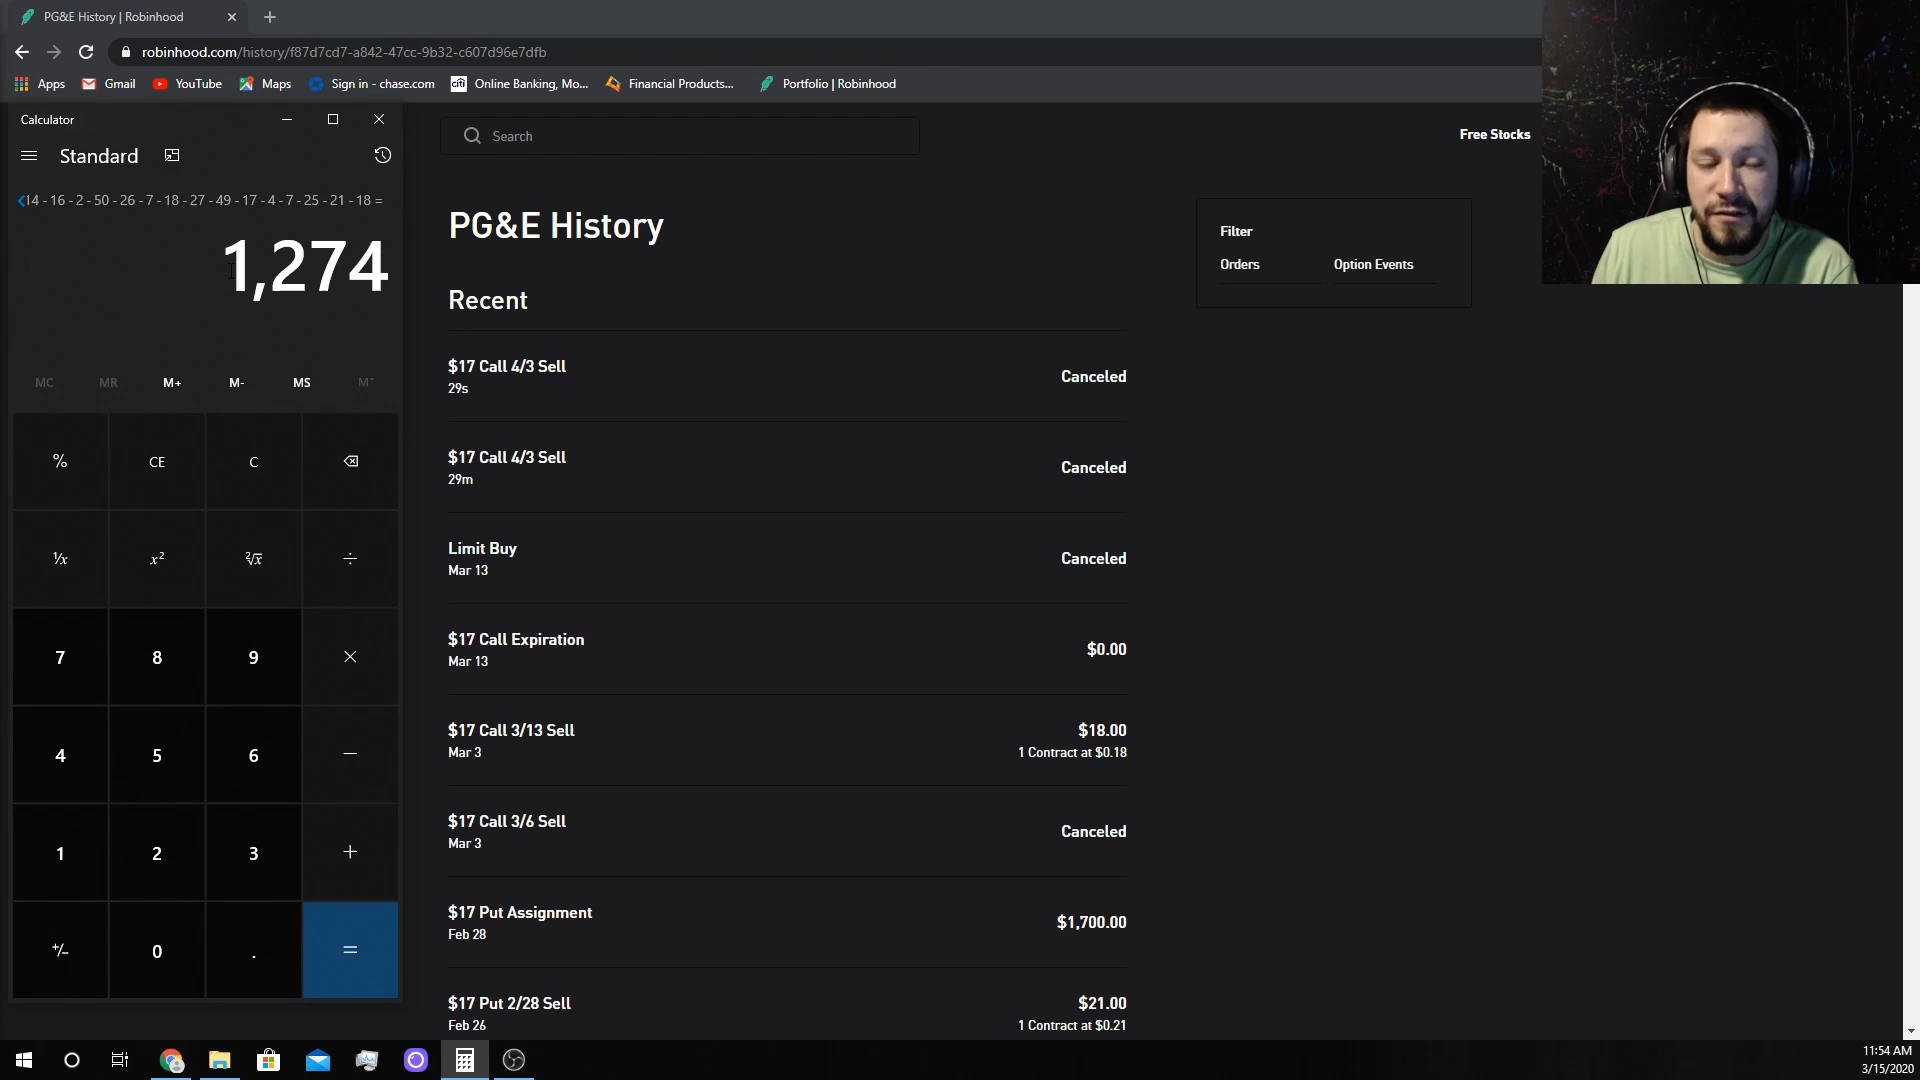 PG&E History | Robinhood
robinhood.com/history/f87d7cd7-a842-47cc-9b32-c607d96e7dfb
Apps Gmail YouTube Maps Sign in - chase.com citi Online Banking, Mo... Financial Products... Portfolio | Robinhood
Calculator
Standard
14 - 16 - 2 - 50 - 26 - 7 - 18 - 27 - 49 - 17 - 4 - 7 - 25 - 21 - 18 =
1,274
MC MR M+ M- MS M˅
% CE C
⅟x x² ²√x ÷
7 8 9 ×
4 5 6 −
1 2 3 +
+/− 0 . =
Search
Free Stocks
PG&E History
Filter
Orders Option Events
Recent
$17 Call 4/3 Sell Canceled
29s
$17 Call 4/3 Sell Canceled
29m
Limit Buy Canceled
Mar 13
$17 Call Expiration $0.00
Mar 13
$17 Call 3/13 Sell $18.00
Mar 3 1 Contract at $0.18
$17 Call 3/6 Sell Canceled
Mar 3
$17 Put Assignment $1,700.00
Feb 28
$17 Put 2/28 Sell $21.00
Feb 26 1 Contract at $0.21
11:54 AM
3/15/2020